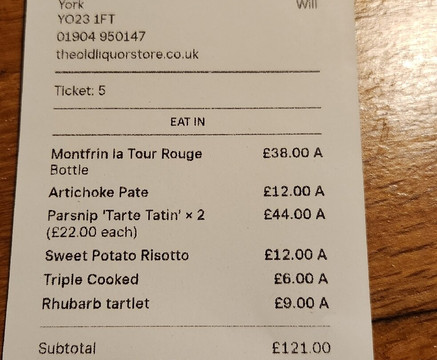 York Will
YO23 1FT
01904 950147
theoldliquorstore.co.uk
Ticket: 5
EAT IN
Montfrin la Tour Rouge £38.00 A
Bottle
Artichoke Pate £12.00 A
Parsnip 'Tarte Tatin' × 2 £44.00 A
(£22.00 each)
Sweet Potato Risotto £12.00 A
Triple Cooked £6.00 A
Rhubarb tartlet £9.00 A
Subtotal £121.00